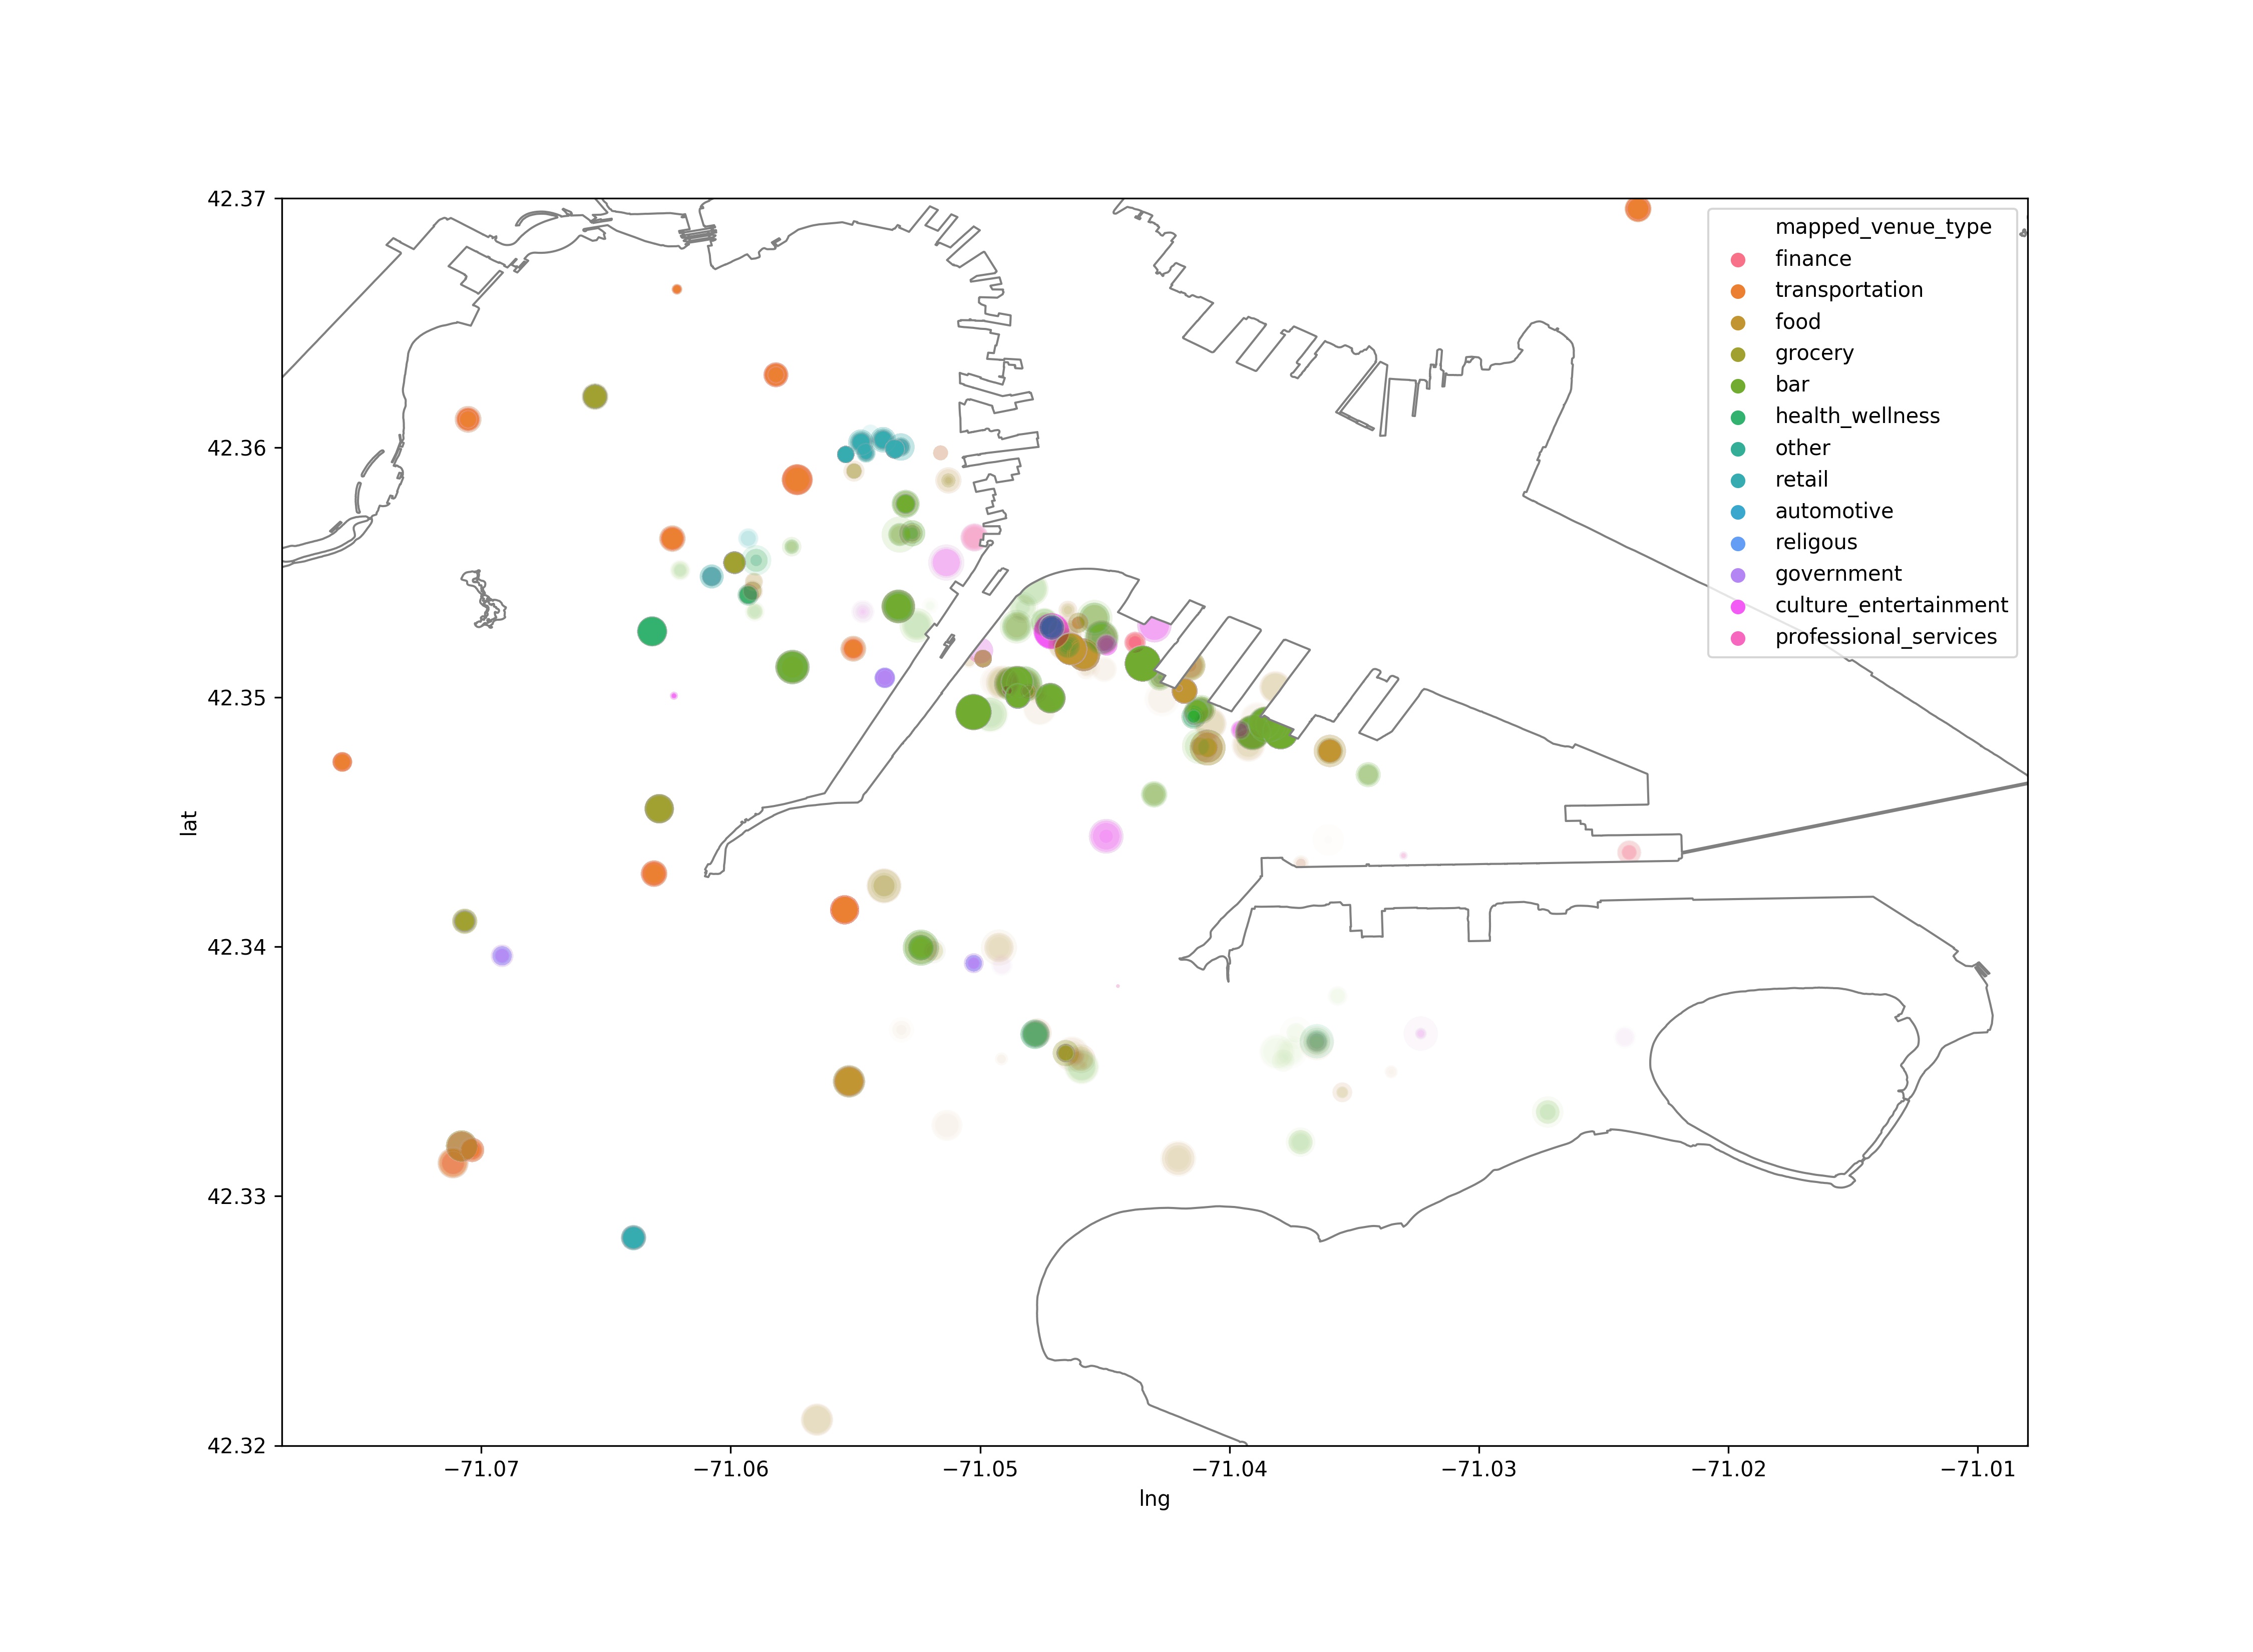 42.37
42.36
42.35
42.34
42.33
42.32
lat
−71.07
−71.06
−71.05
−71.04
−71.03
−71.02
−71.01
lng
mapped_venue_type
finance
transportation
food
grocery
bar
health_wellness
other
retail
automotive
religous
government
culture_entertainment
professional_services